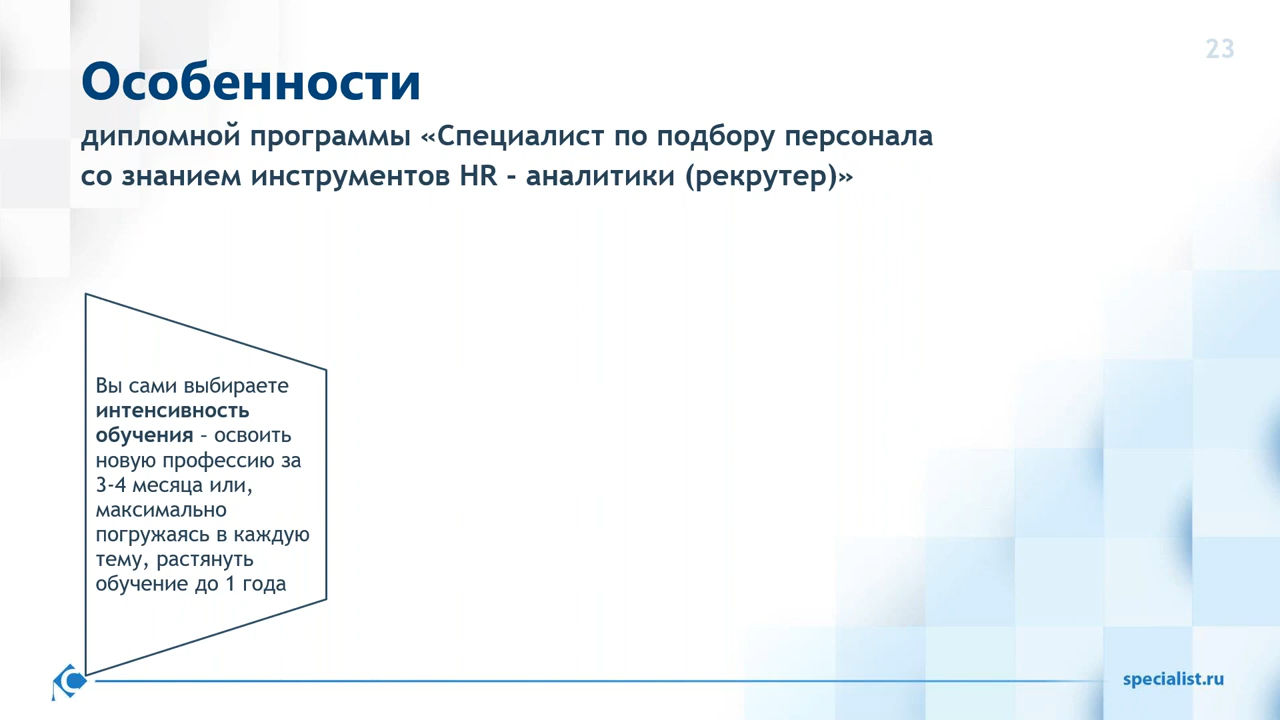 23
Особенности
дипломной программы «Специалист по подбору персонала
со знанием инструментов HR - аналитики (рекрутер)»
Вы сами выбираете
интенсивность
обучения – освоить
новую профессию за
3-4 месяца или,
максимально
погружаясь в каждую
тему, растянуть
обучение до 1 года
specialist.ru